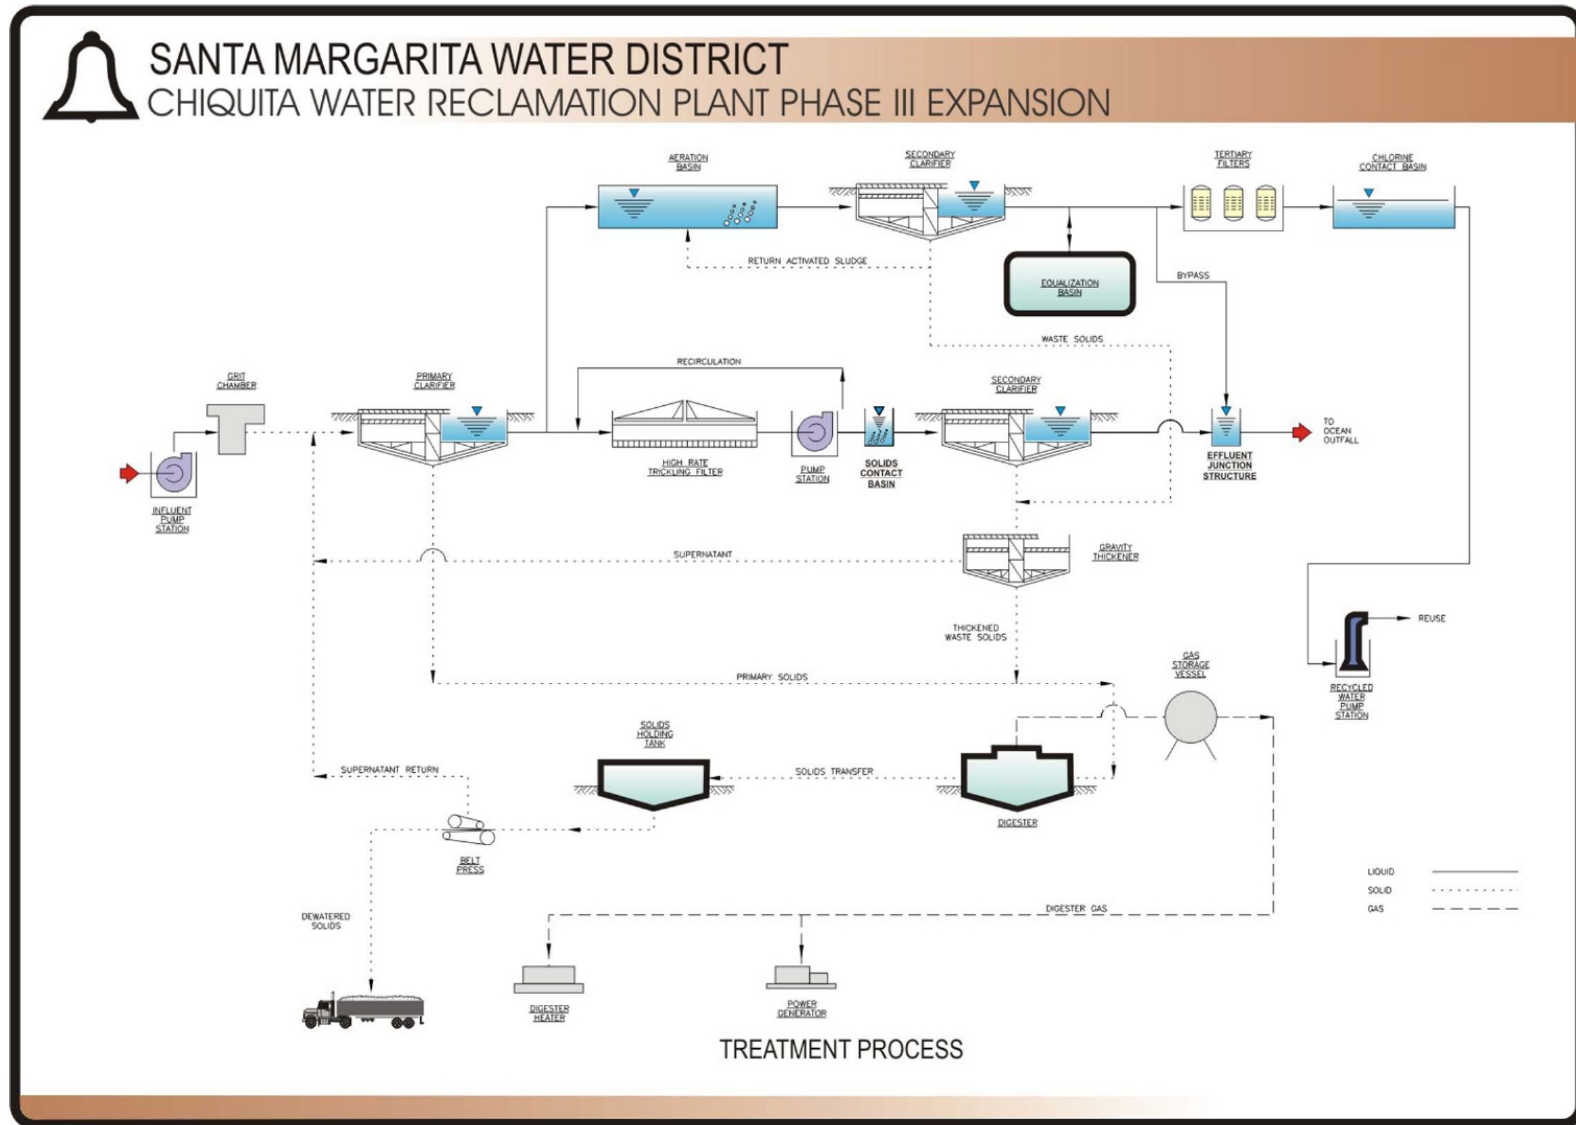 SANTA MARGARITA WATER DISTRICT
CHIQUITA WATER RECLAMATION PLANT PHASE III EXPANSION
AERATION
BASIN
SECONDARY
CLARIFIER
TERTIARY
FILTERS
CHLORINE
CONTACT BASIN
RETURN ACTIVATED SLUDGE
EQUALIZATION
BASIN
BYPASS
WASTE SOLIDS
GRIT
CHAMBER
PRIMARY
CLARIFIER
RECIRCULATION
SECONDARY
CLARIFIER
TO
OCEAN
OUTFALL
HIGH RATE
TRICKLING FILTER
PUMP
STATION
SOLIDS
CONTACT
BASIN
EFFLUENT
JUNCTION
STRUCTURE
INFLUENT
PUMP
STATION
SUPERNATANT
GRAVITY
THICKENER
THICKENED
WASTE SOLIDS
REUSE
PRIMARY SOLIDS
GAS
STORAGE
VESSEL
RECYCLED
WATER
PUMP
STATION
SOLIDS
HOLDING
TANK
SUPERNATANT RETURN
SOLIDS TRANSFER
DIGESTER
BELT
PRESS
LIQUID
SOLID
GAS
DEWATERED
SOLIDS
DIGESTER GAS
DIGESTER
HEATER
POWER
GENERATOR
TREATMENT PROCESS